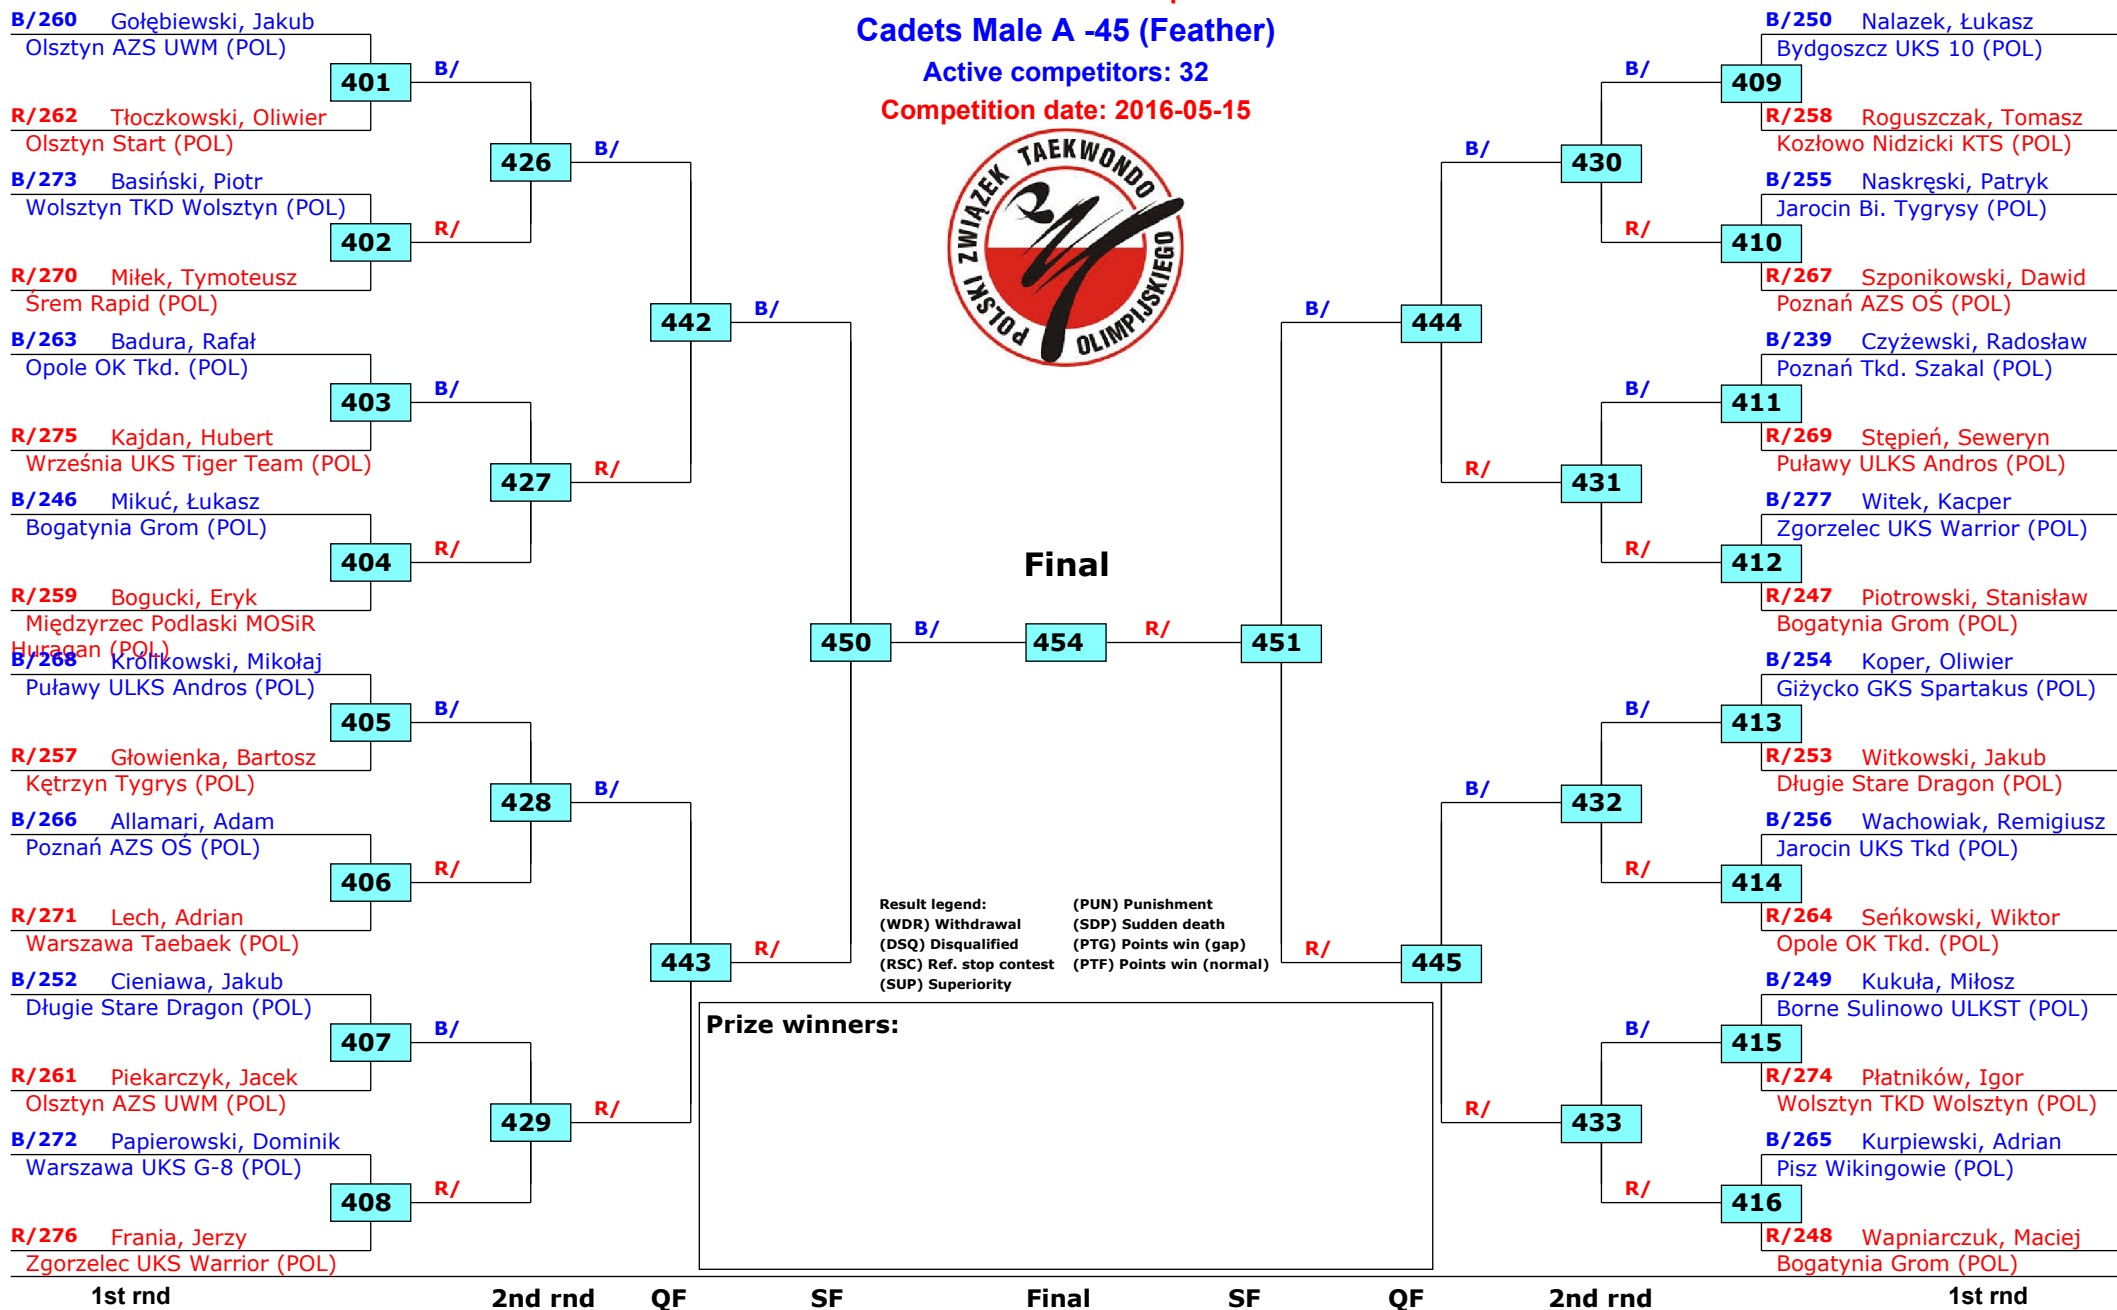 Cadets Male A -45 (Feather)
Active competitors: 32
Competition date: 2016-05-15
POLSKI ZWIĄZEK TAEKWONDO OLIMPIJSKIEGO
B/260 Gołębiewski, Jakub
Olsztyn AZS UWM (POL)
401
B/
R/262 Tłoczkowski, Oliwier
Olsztyn Start (POL)
426
B/
B/273 Basiński, Piotr
Wolsztyn TKD Wolsztyn (POL)
402
R/
R/270 Miłek, Tymoteusz
Śrem Rapid (POL)
442
B/
B/263 Badura, Rafał
Opole OK Tkd. (POL)
403
B/
R/275 Kajdan, Hubert
Września UKS Tiger Team (POL)
427
R/
B/246 Mikuć, Łukasz
Bogatynia Grom (POL)
404
R/
R/259 Bogucki, Eryk
Międzyrzec Podlaski MOSiR
Huragan (POL)
450
B/
B/268 Królikowski, Mikołaj
Puławy ULKS Andros (POL)
405
B/
R/257 Głowienka, Bartosz
Kętrzyn Tygrys (POL)
428
B/
B/266 Allamari, Adam
Poznań AZS OŚ (POL)
406
R/
R/271 Lech, Adrian
Warszawa Taebaek (POL)
443
R/
B/252 Cieniawa, Jakub
Długie Stare Dragon (POL)
407
B/
R/261 Piekarczyk, Jacek
Olsztyn AZS UWM (POL)
429
R/
B/272 Papierowski, Dominik
Warszawa UKS G-8 (POL)
408
R/
R/276 Frania, Jerzy
Zgorzelec UKS Warrior (POL)
Final
454
R/
451
B/250 Nalazek, Łukasz
Bydgoszcz UKS 10 (POL)
B/
409
R/258 Roguszczak, Tomasz
Kozłowo Nidzicki KTS (POL)
B/
430
B/255 Naskręski, Patryk
Jarocin Bi. Tygrysy (POL)
R/
410
R/267 Szponikowski, Dawid
Poznań AZS OŚ (POL)
B/
444
B/239 Czyżewski, Radosław
Poznań Tkd. Szakal (POL)
B/
411
R/269 Stępień, Seweryn
Puławy ULKS Andros (POL)
R/
431
B/277 Witek, Kacper
Zgorzelec UKS Warrior (POL)
R/
412
R/247 Piotrowski, Stanisław
Bogatynia Grom (POL)
B/254 Koper, Oliwier
Giżycko GKS Spartakus (POL)
B/
413
R/253 Witkowski, Jakub
Długie Stare Dragon (POL)
B/
432
B/256 Wachowiak, Remigiusz
Jarocin UKS Tkd (POL)
R/
414
R/264 Seńkowski, Wiktor
Opole OK Tkd. (POL)
R/
445
B/249 Kukuła, Miłosz
Borne Sulinowo ULKST (POL)
B/
415
R/274 Płatników, Igor
Wolsztyn TKD Wolsztyn (POL)
R/
433
B/265 Kurpiewski, Adrian
Pisz Wikingowie (POL)
R/
416
R/248 Wapniarczuk, Maciej
Bogatynia Grom (POL)
Result legend: (PUN) Punishment
(WDR) Withdrawal (SDP) Sudden death
(DSQ) Disqualified (PTG) Points win (gap)
(RSC) Ref. stop contest (PTF) Points win (normal)
(SUP) Superiority
Prize winners:
1st rnd 2nd rnd QF SF Final SF QF 2nd rnd 1st rnd